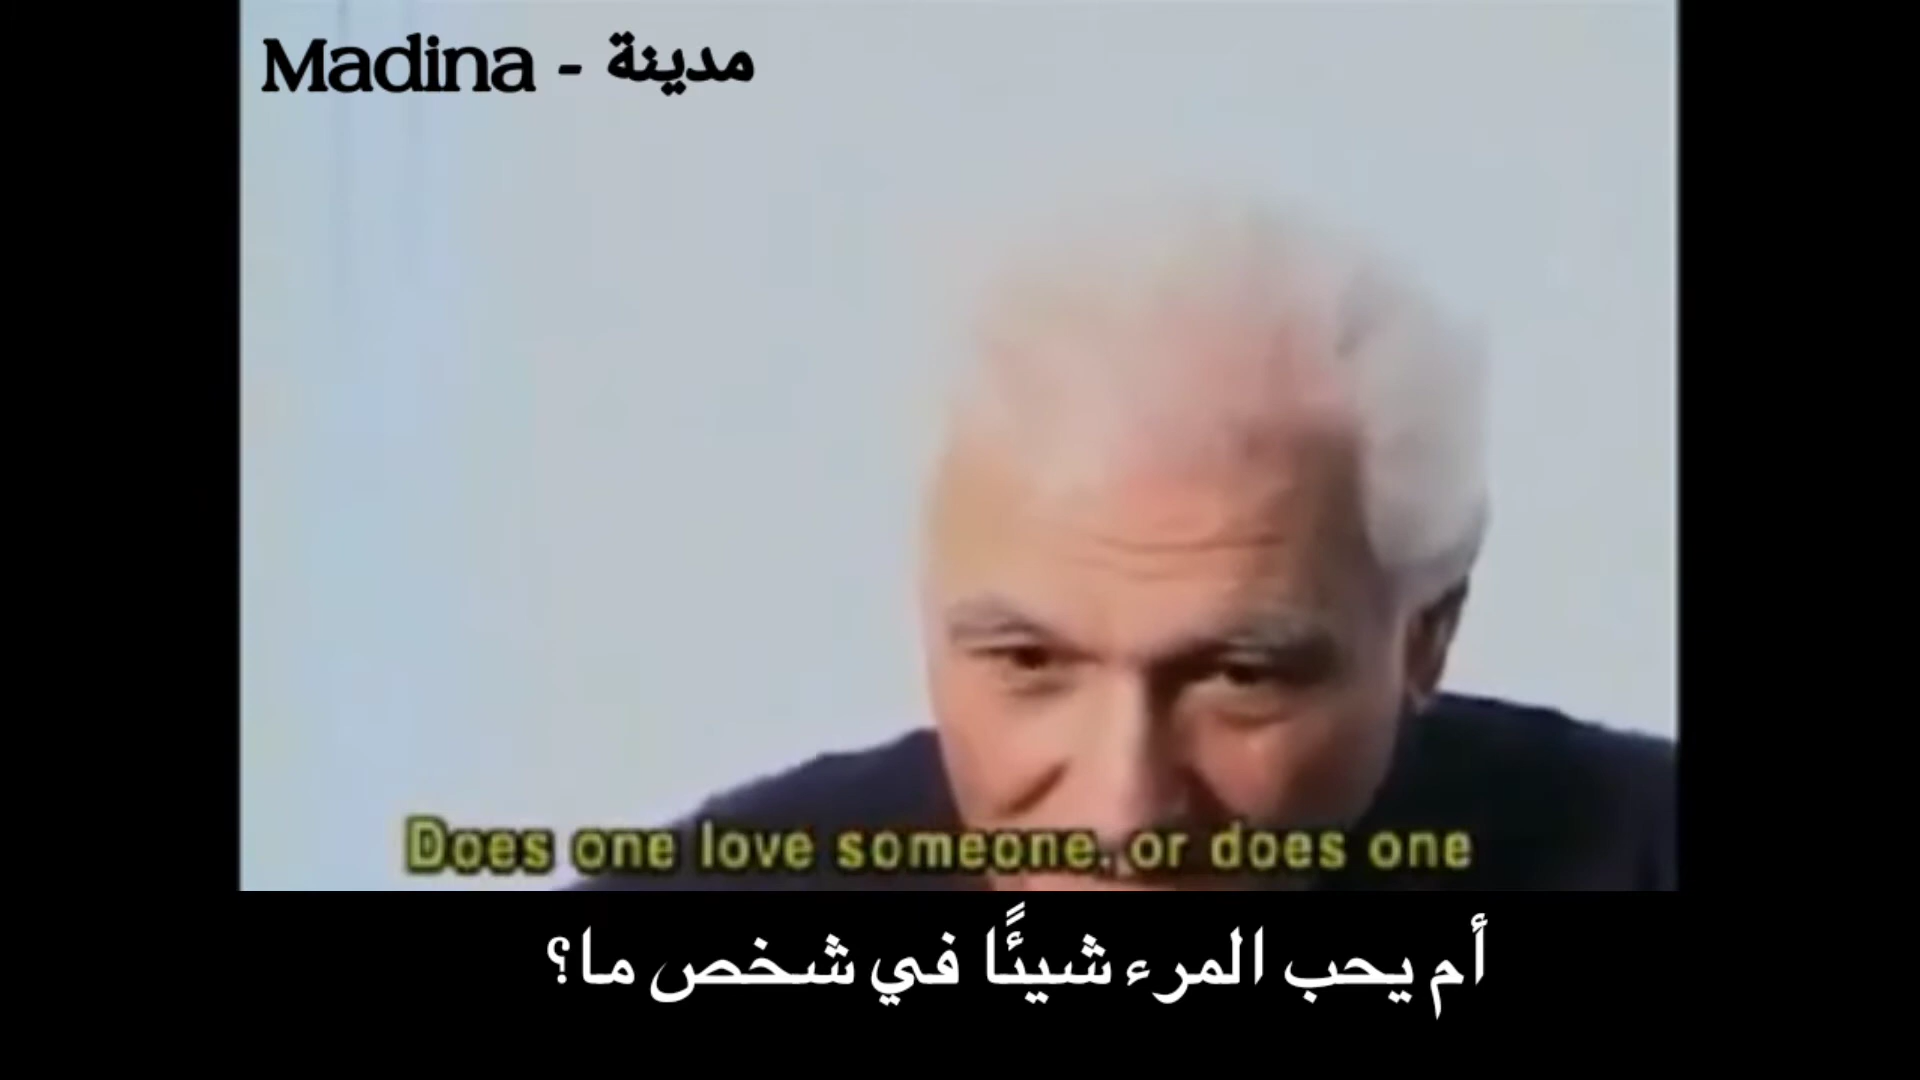 Madina - مدينة
Does one love someone, or does one
أم يحب المرء شيئًا في شخص ما؟